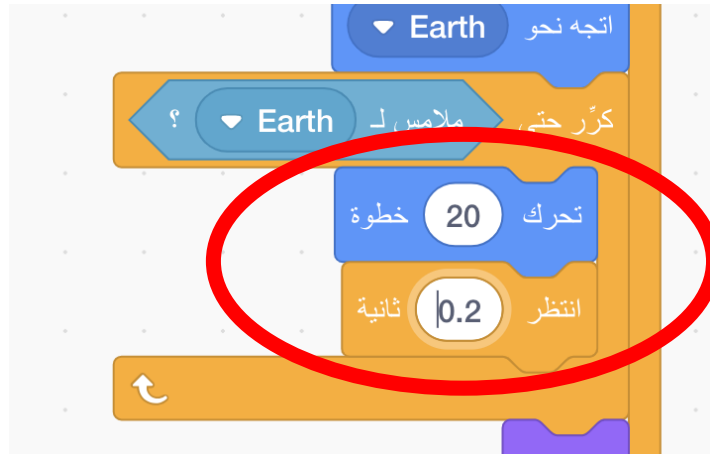 اتجه نحو Earth
كرِّر حتى ملامس لـ Earth ؟
تحرك 20 خطوة
انتظر 0.2 ثانية